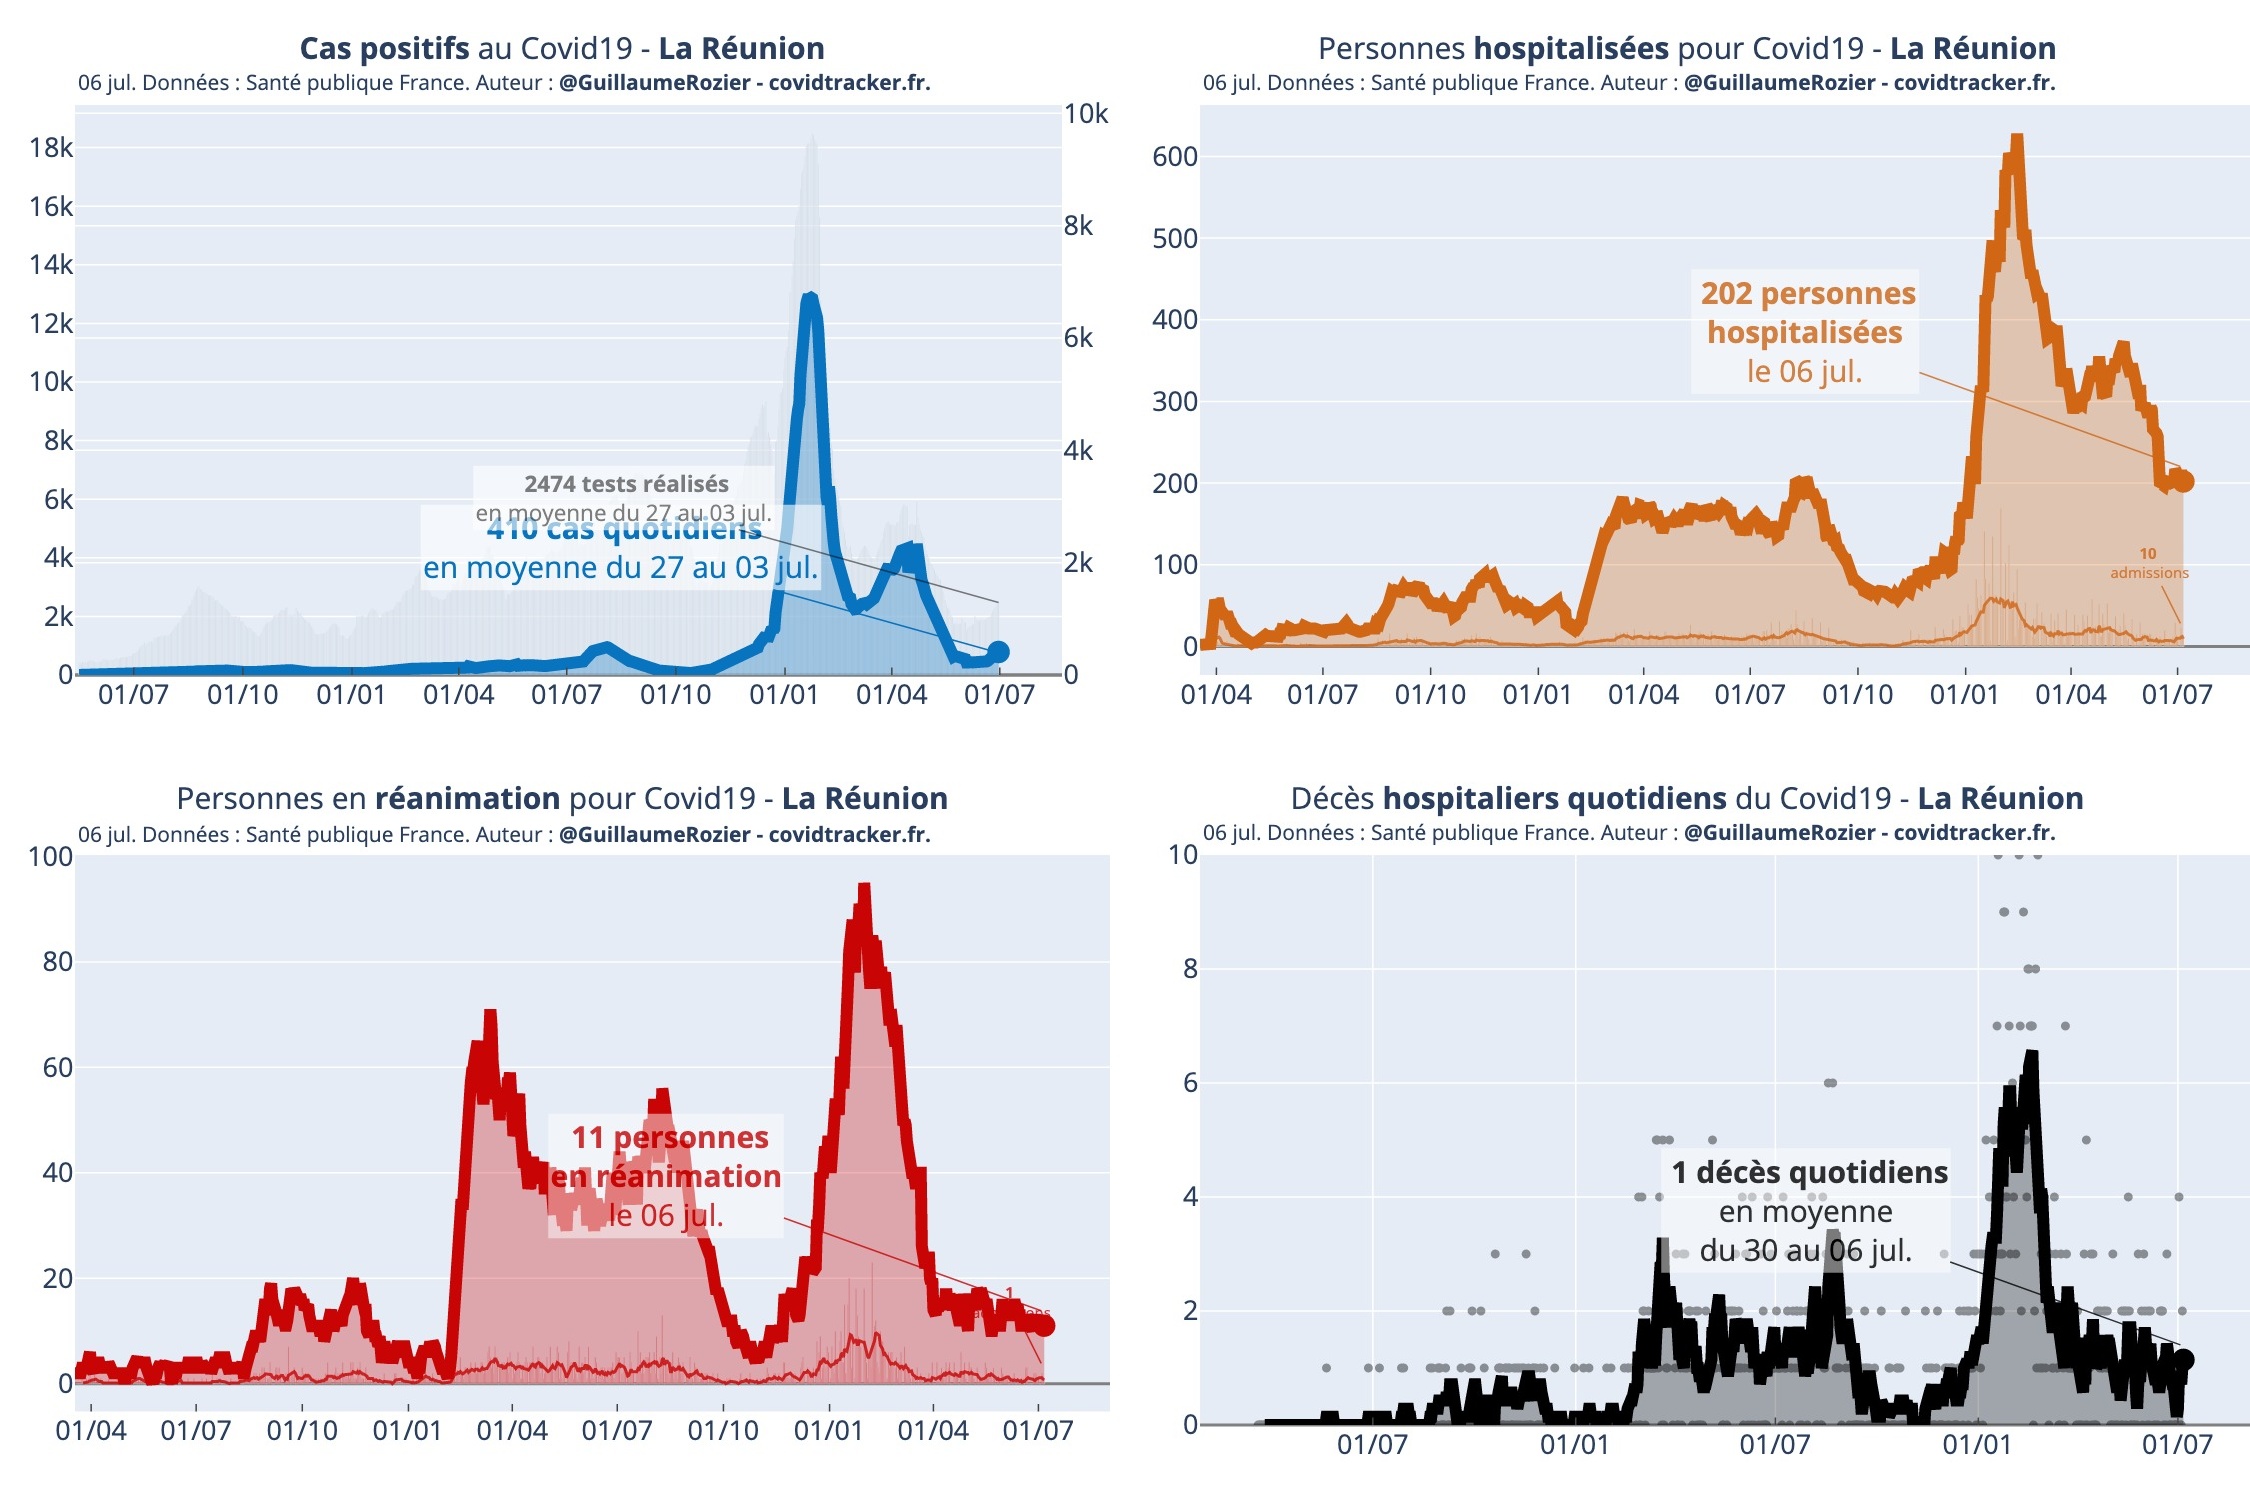 Cas positifs au Covid19 - La Réunion
06 jul. Données : Santé publique France. Auteur : @GuillaumeRozier - covidtracker.fr.
10k
18k
16k
8k
14k
12k
6k
10k
8k
4k
6k
4k
2k
2k
0
0
2474 tests réalisés
en moyenne du 27 au 03 jul.
410 cas quotidiens
en moyenne du 27 au 03 jul.
01/07 01/10 01/01 01/04 01/07 01/10 01/01 01/04 01/07
Personnes hospitalisées pour Covid19 - La Réunion
06 jul. Données : Santé publique France. Auteur : @GuillaumeRozier - covidtracker.fr.
600
500
400
300
200
100
0
202 personnes
hospitalisées
le 06 jul.
10
admissions
01/04 01/07 01/10 01/01 01/04 01/07 01/10 01/01 01/04 01/07
Personnes en réanimation pour Covid19 - La Réunion
06 jul. Données : Santé publique France. Auteur : @GuillaumeRozier - covidtracker.fr.
100
80
60
40
20
0
11 personnes
en réanimation
le 06 jul.
1
01/04 01/07 01/10 01/01 01/04 01/07 01/10 01/01 01/04 01/07
Décès hospitaliers quotidiens du Covid19 - La Réunion
06 jul. Données : Santé publique France. Auteur : @GuillaumeRozier - covidtracker.fr.
10
8
6
4
2
0
1 décès quotidiens
en moyenne
du 30 au 06 jul.
01/07 01/01 01/07 01/01 01/07